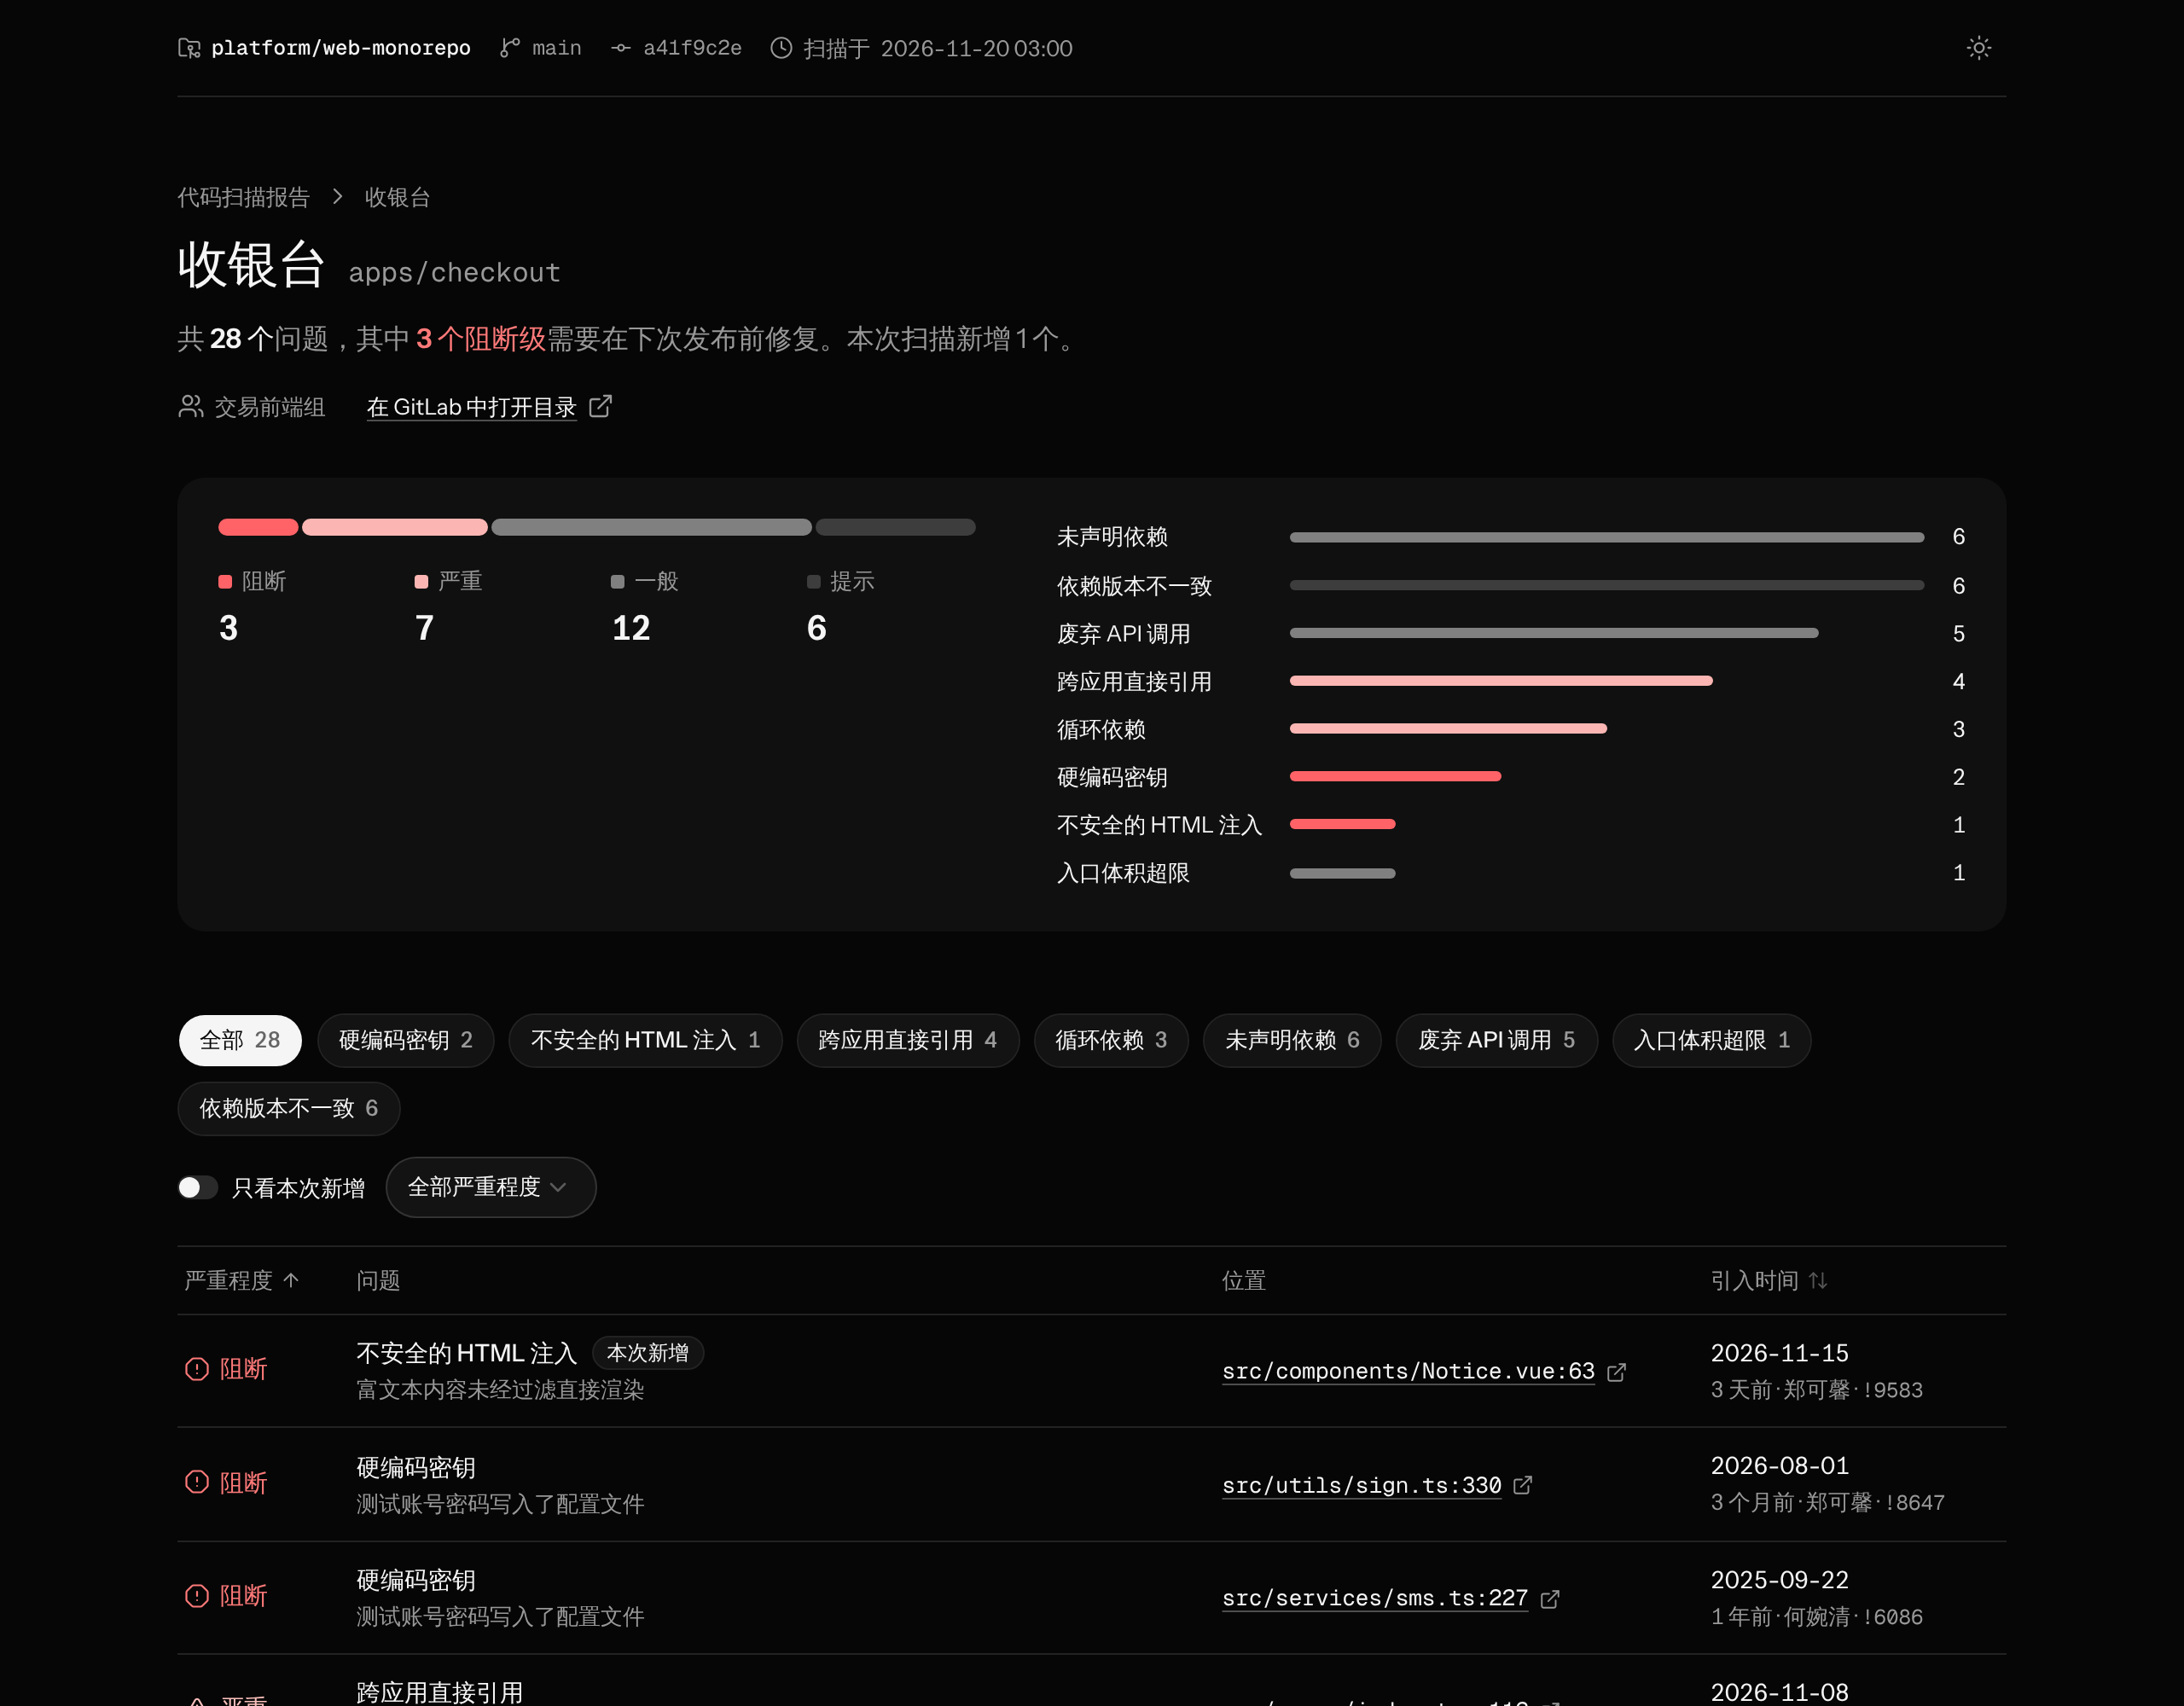 platform/web-monorepo main a41f9c2e 扫描于 2026-11-20 03:00
代码扫描报告 > 收银台
收银台 apps/checkout
共 28 个问题，其中 3 个阻断级需要在下次发布前修复。本次扫描新增 1 个。
交易前端组 在 GitLab 中打开目录
阻断 严重 一般 提示
3 7 12 6
未声明依赖 6
依赖版本不一致 6
废弃 API 调用 5
跨应用直接引用 4
循环依赖 3
硬编码密钥 2
不安全的 HTML 注入 1
入口体积超限 1
全部 28 硬编码密钥 2 不安全的 HTML 注入 1 跨应用直接引用 4 循环依赖 3 未声明依赖 6 废弃 API 调用 5 入口体积超限 1
依赖版本不一致 6
只看本次新增 全部严重程度
严重程度 问题 位置 引入时间
阻断 不安全的 HTML 注入 本次新增 src/components/Notice.vue:63 2026-11-15
富文本内容未经过滤直接渲染 3 天前·郑可馨·!9583
阻断 硬编码密钥 src/utils/sign.ts:330 2026-08-01
测试账号密码写入了配置文件 3 个月前·郑可馨·!8647
阻断 硬编码密钥 src/services/sms.ts:227 2025-09-22
测试账号密码写入了配置文件 1 年前·何婉清·!6086
严重 跨应用直接引用 2026-11-08